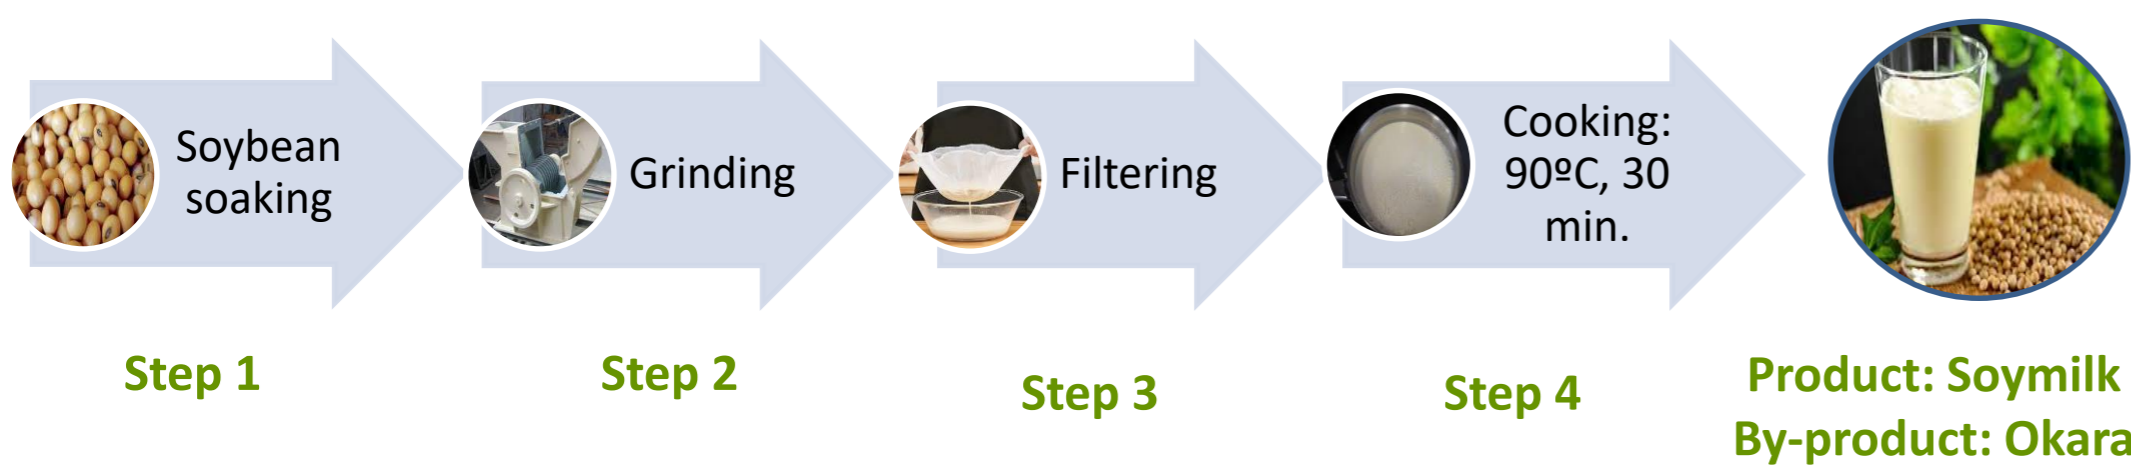 Soybean
soaking
Grinding
Filtering
Cooking:
90ºC, 30
min.
Step 1
Step 2
Step 3
Step 4
Product: Soymilk
By-product: Okara